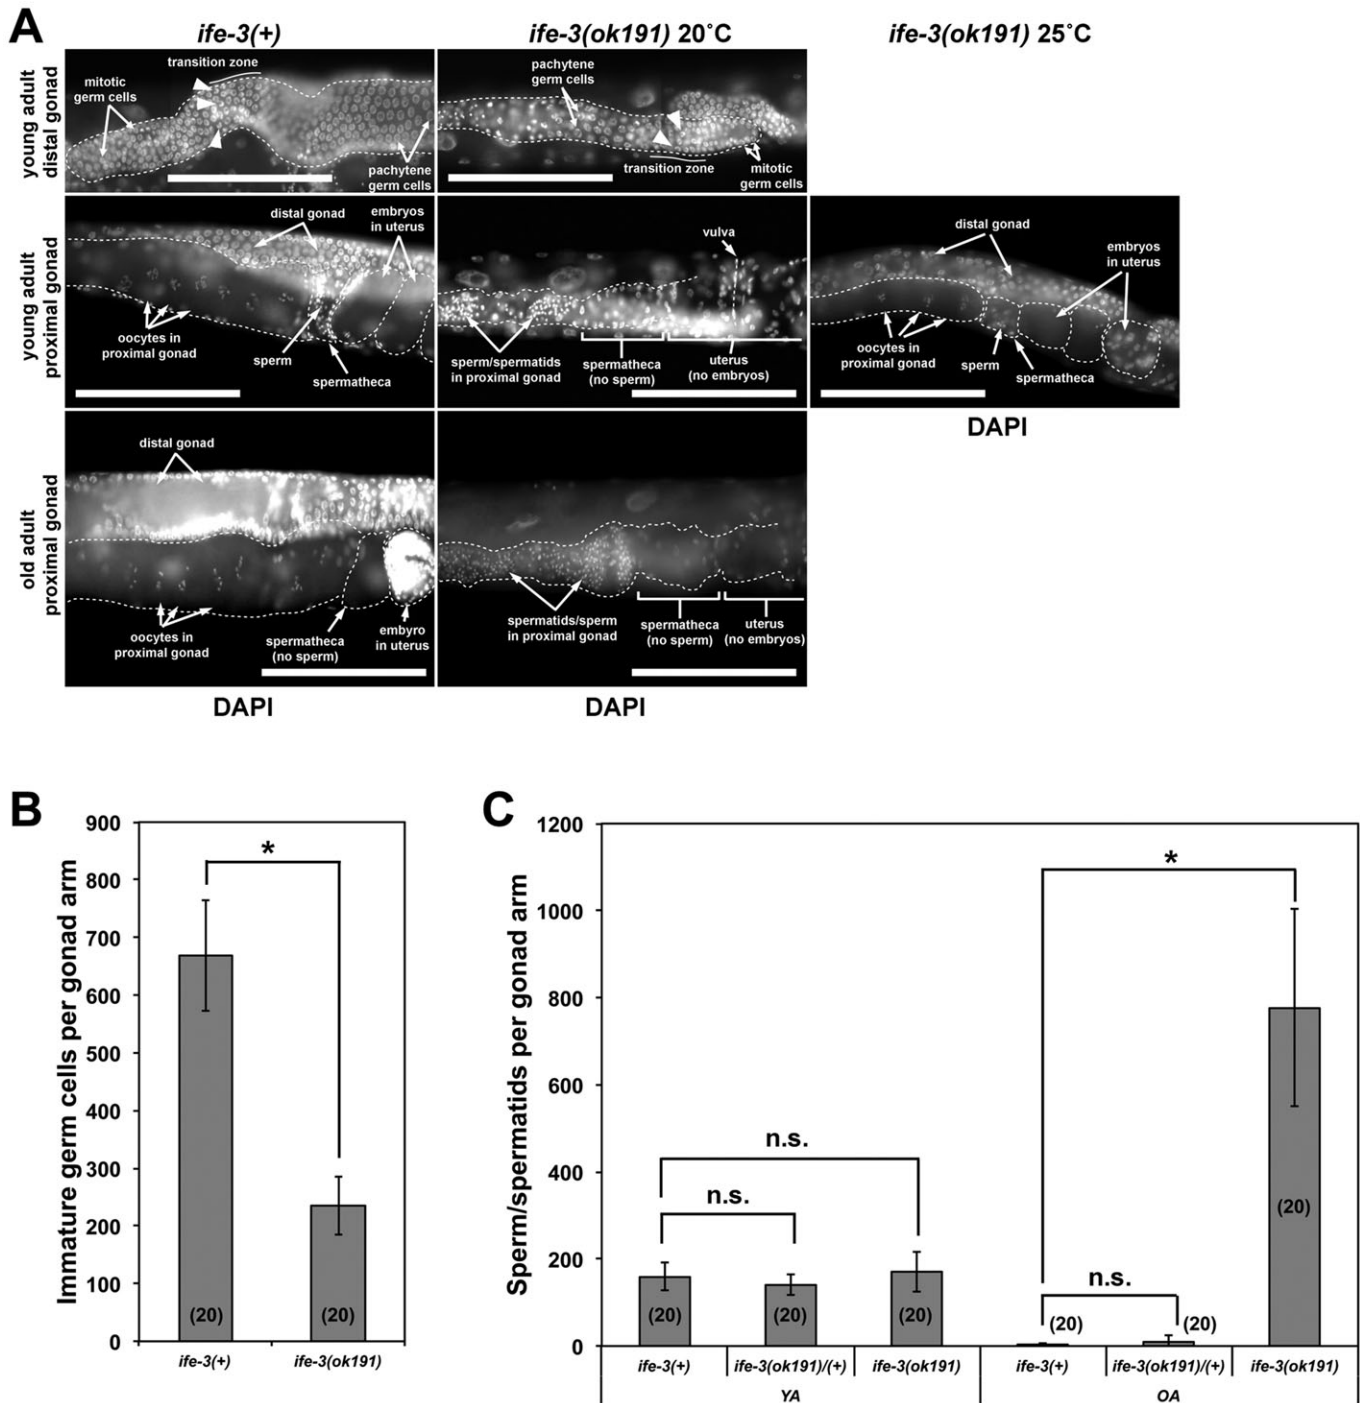 A
ife-3(+)
ife-3(ok191) 20˚C
ife-3(ok191) 25˚C
young adult
distal gonad
transition zone
mitotic
germ cells
pachytene
germ cells
pachytene
germ cells
transition zone
mitotic
germ cells
young adult
proximal gonad
distal gonad
embryos
in uterus
oocytes in
proximal gonad
sperm
spermatheca
vulva
sperm/spermatids
in proximal gonad
spermatheca
(no sperm)
uterus
(no embryos)
distal gonad
embryos
in uterus
oocytes in
proximal gonad
sperm
spermatheca
DAPI
old adult
proximal gonad
distal gonad
oocytes in
proximal gonad
spermatheca
(no sperm)
embyro
in uterus
spermatids/sperm
in proximal gonad
spermatheca
(no sperm)
uterus
(no embryos)
DAPI
DAPI
B
Immature germ cells per gonad arm
900
800
700
600
500
400
300
200
100
0
*
(20)
(20)
ife-3(+)
ife-3(ok191)
C
Sperm/spermatids per gonad arm
1200
1000
800
600
400
200
0
n.s.
n.s.
n.s.
*
(20)
(20)
(20)
(20)
(20)
(20)
ife-3(+)
ife-3(ok191)/(+)
ife-3(ok191)
ife-3(+)
ife-3(ok191)/(+)
ife-3(ok191)
YA
OA